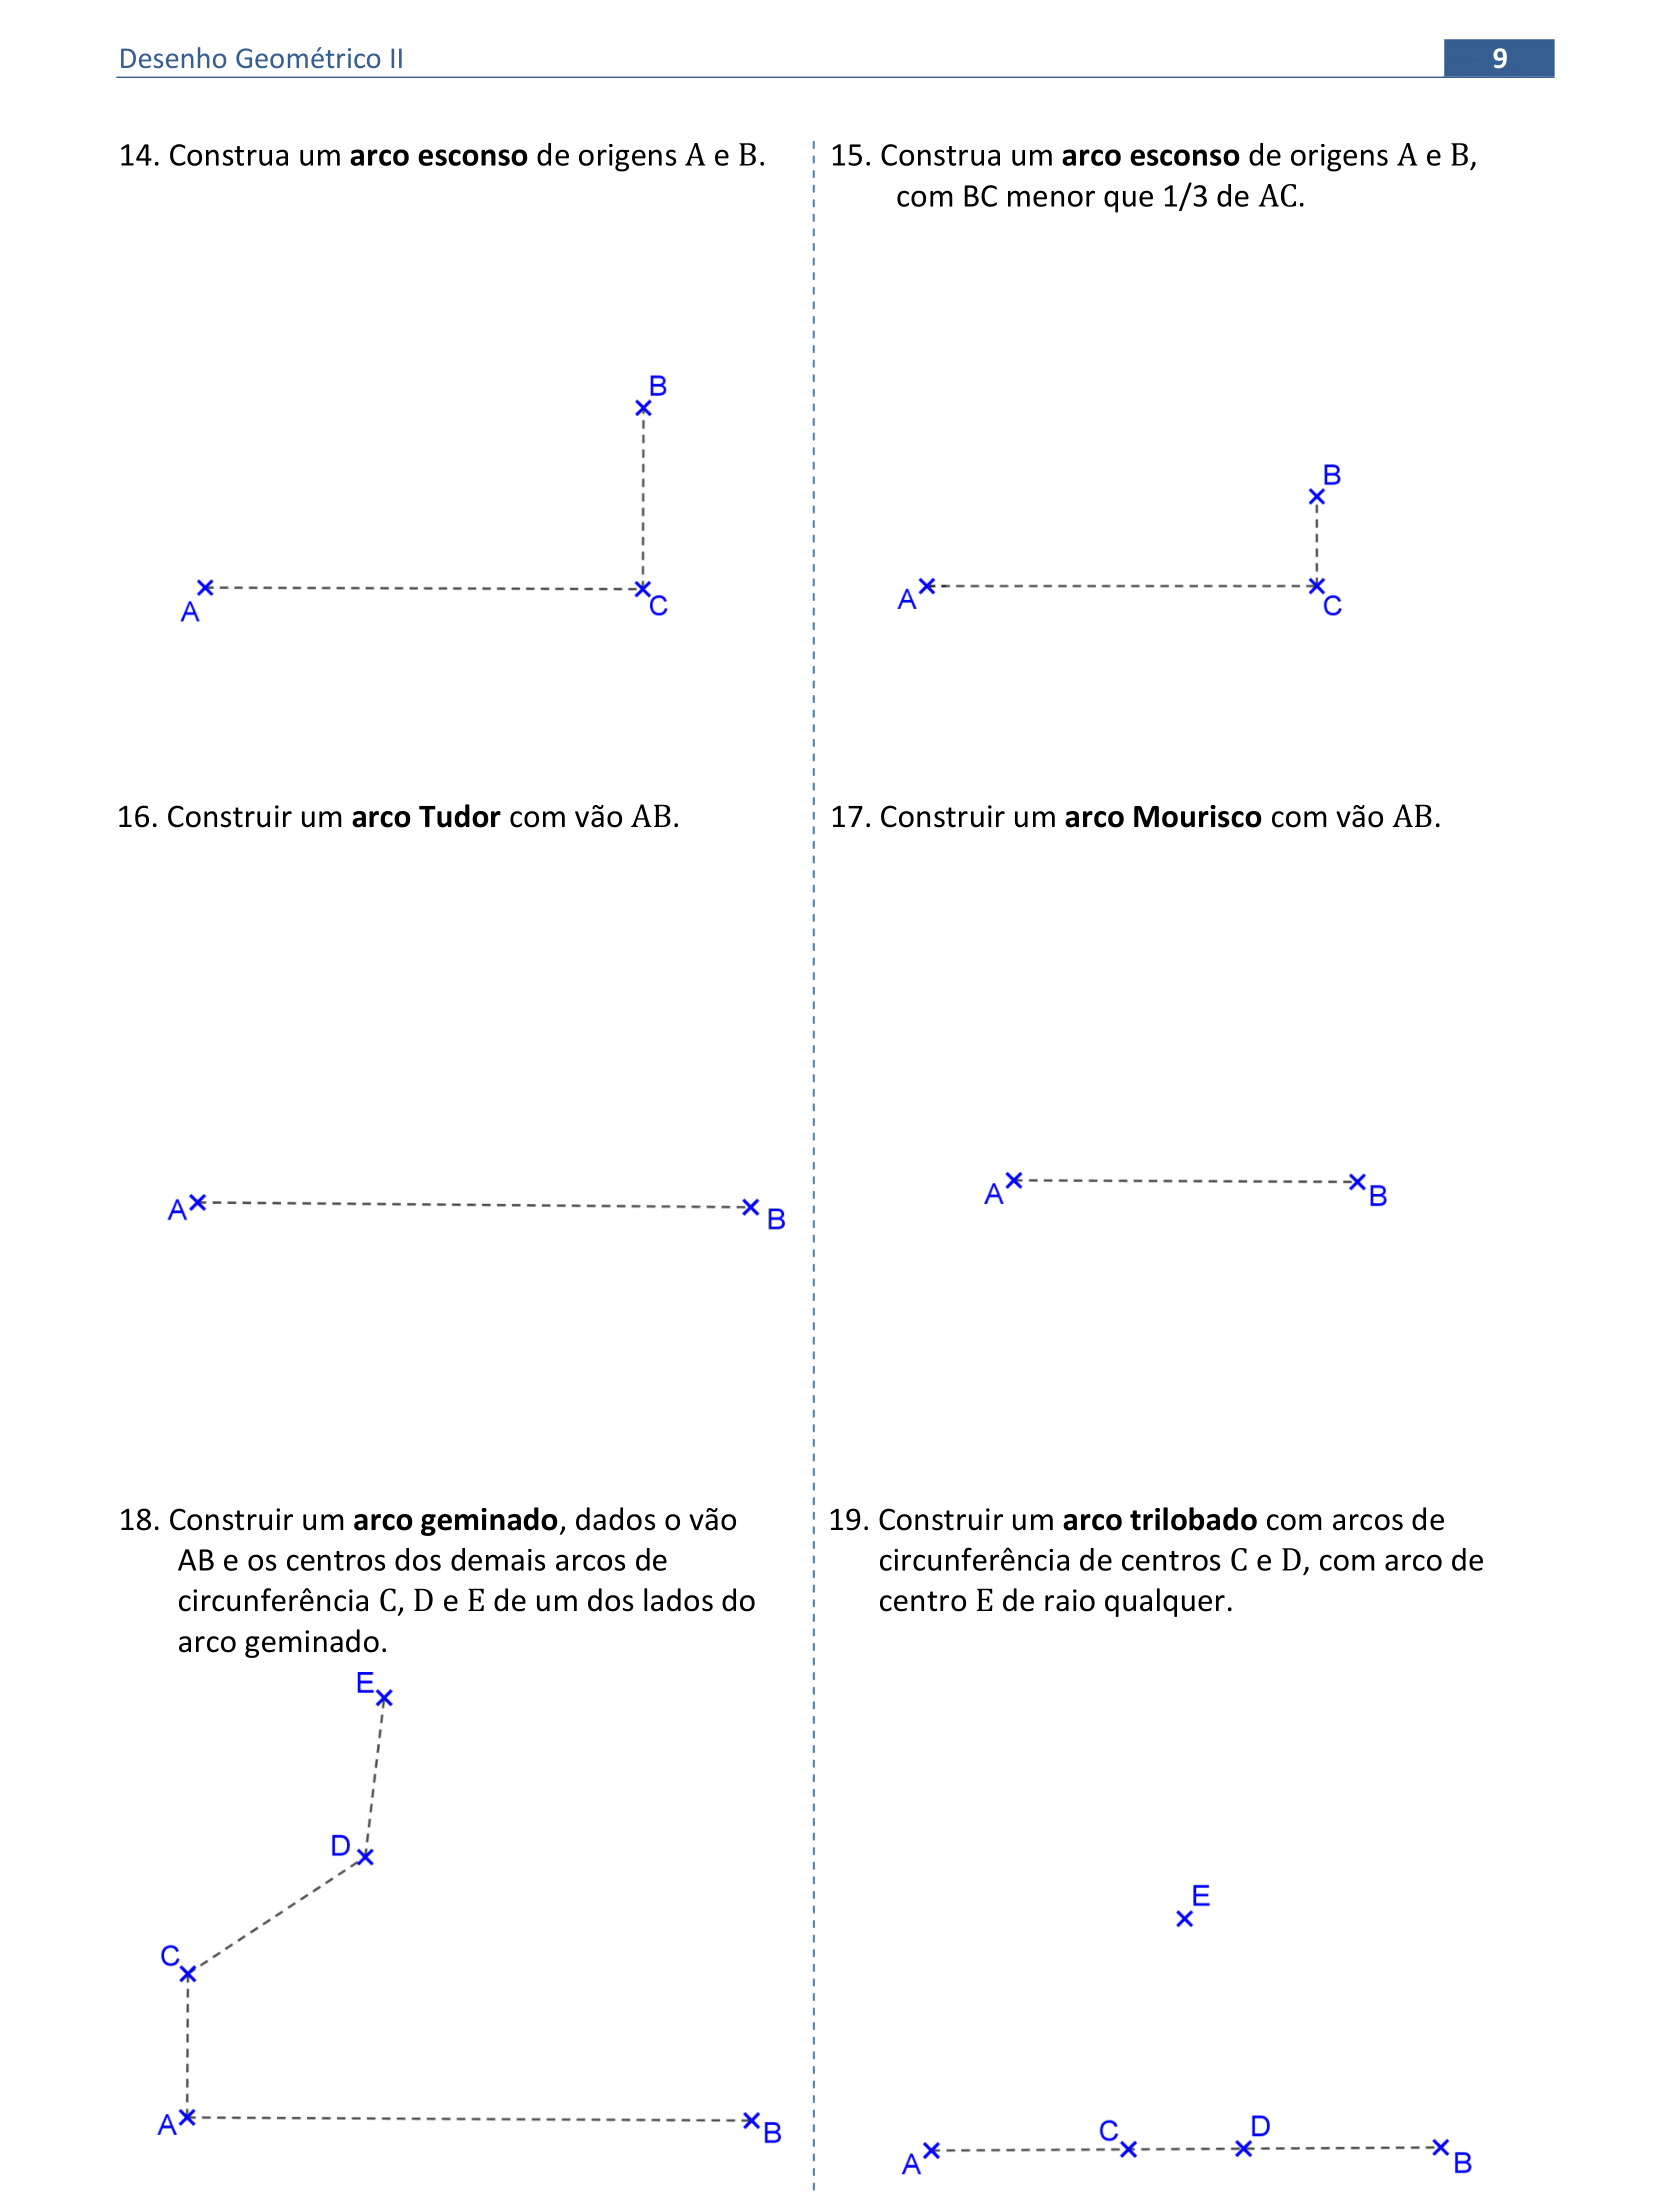 Desenho Geométrico II
9
14. Construa um arco esconso de origens A e B.
B
A
C
15. Construa um arco esconso de origens A e B,
com BC menor que 1/3 de AC.
B
A
C
16. Construir um arco Tudor com vão AB.
A
B
17. Construir um arco Mourisco com vão AB.
A
B
18. Construir um arco geminado, dados o vão
AB e os centros dos demais arcos de
circunferência C, D e E de um dos lados do
arco geminado.
E
D
C
A
B
19. Construir um arco trilobado com arcos de
circunferência de centros C e D, com arco de
centro E de raio qualquer.
E
C
D
A
B